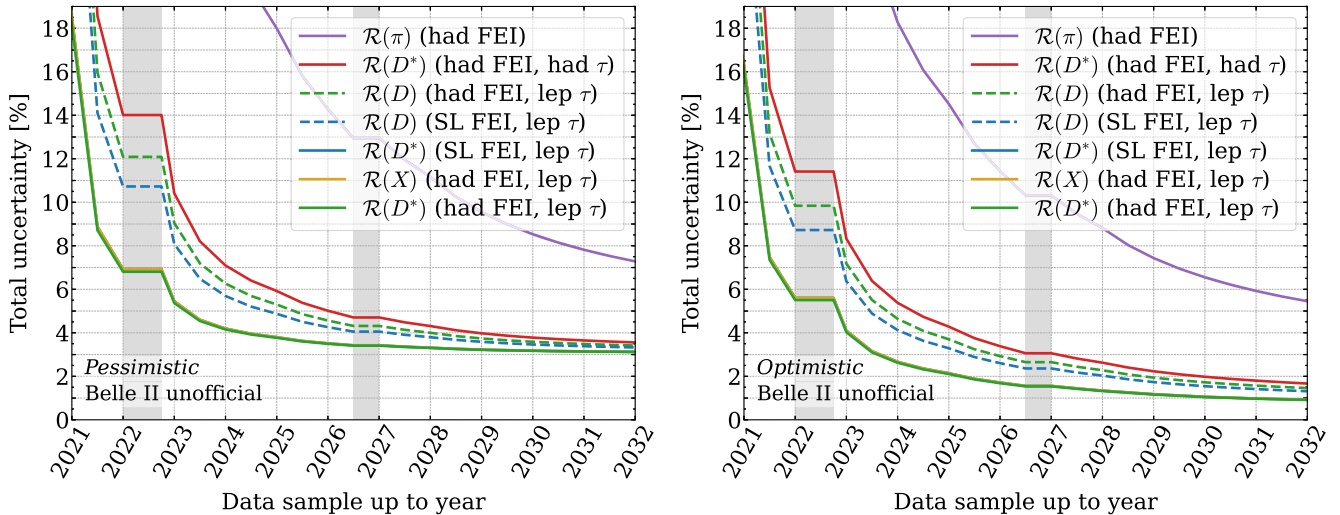 Total uncertainty [%]
18
16
14
12
10
8
6
4
2
0
R(π) (had FEI)
R(D*) (had FEI, had τ)
R(D) (had FEI, lep τ)
R(D) (SL FEI, lep τ)
R(D*) (SL FEI, lep τ)
R(X) (had FEI, lep τ)
R(D*) (had FEI, lep τ)
Pessimistic
Belle II unofficial
2021 2022 2023 2024 2025 2026 2027 2028 2029 2030 2031 2032
Data sample up to year
Total uncertainty [%]
18
16
14
12
10
8
6
4
2
0
R(π) (had FEI)
R(D*) (had FEI, had τ)
R(D) (had FEI, lep τ)
R(D) (SL FEI, lep τ)
R(D*) (SL FEI, lep τ)
R(X) (had FEI, lep τ)
R(D*) (had FEI, lep τ)
Optimistic
Belle II unofficial
2021 2022 2023 2024 2025 2026 2027 2028 2029 2030 2031 2032
Data sample up to year